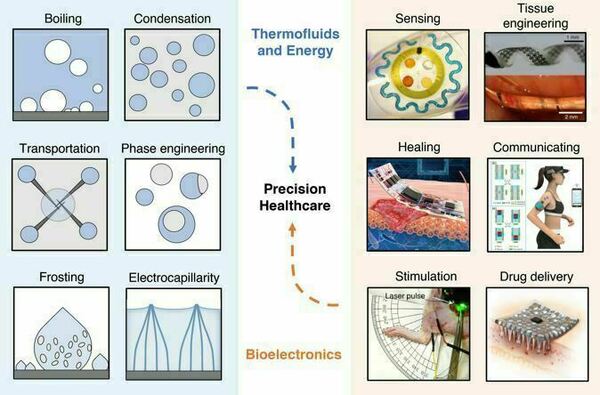 Boiling
Condensation
Thermofluids
and Energy
Sensing
Tissue
engineering
1 mm
2 mm
Transportation
Phase engineering
Precision
Healthcare
Healing
Communicating
Frosting
Electrocapillarity
Stimulation
Drug delivery
Laser pulse
Bioelectronics